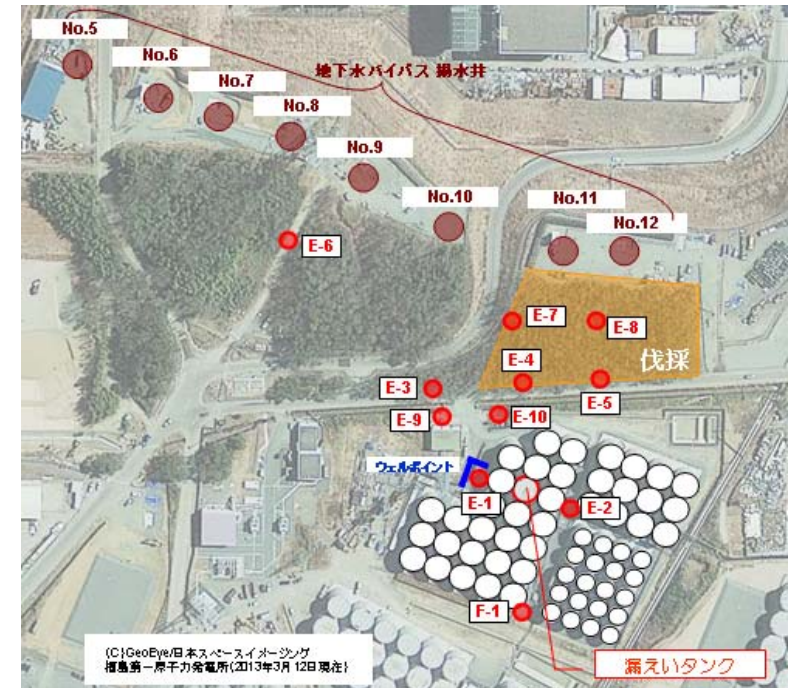 No.5
No.6
No.7
地下水バイパス 揚水井
No.8
No.9
No.10
No.11
No.12
E-6
E-7
E-8
E-4
伐採
E-3
E-5
E-9
E-10
ウェルポイント
E-1
E-2
F-1
(C)GeoEye/日本スペースイメージング
福島第一原子力発電所(2013年3月12日現在)
漏えいタンク